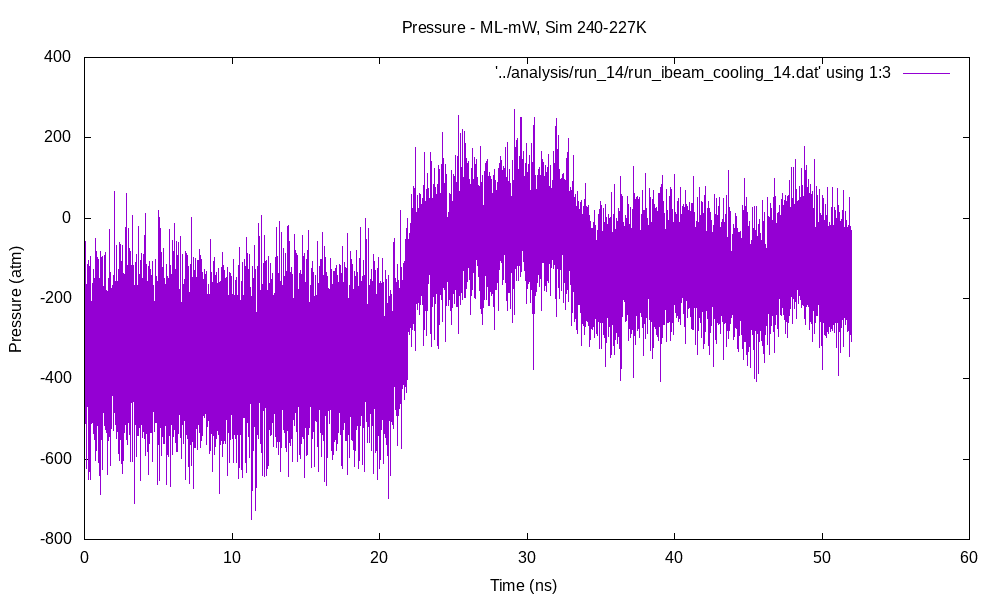 Pressure - ML-mW, Sim 240-227K
'../analysis/run_14/run_ibeam_cooling_14.dat' using 1:3
400
200
0
-200
-400
-600
-800
Pressure (atm)
0 10 20 30 40 50 60
Time (ns)